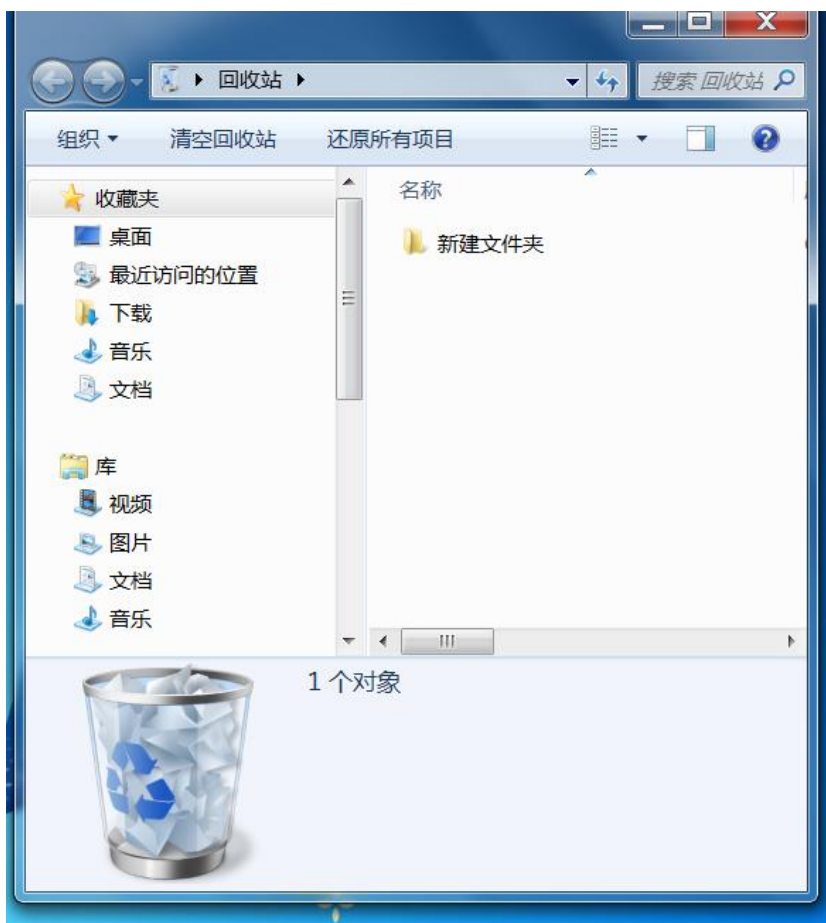 回收站
搜索 回收站
组织 清空回收站 还原所有项目
收藏夹
桌面
最近访问的位置
下载
音乐
文档
库
视频
图片
文档
音乐
名称
新建文件夹
1 个对象